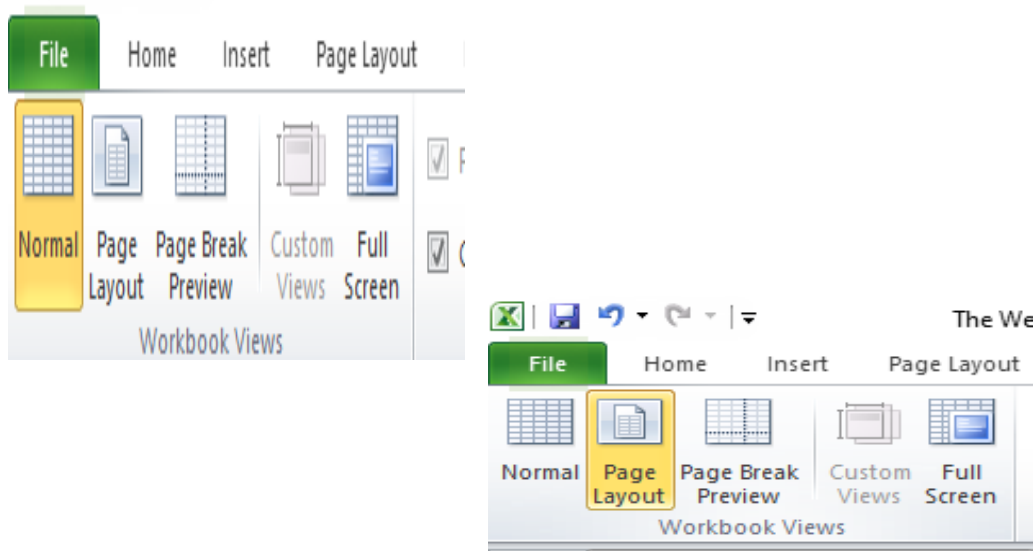 File Home Insert Page Layout
Normal Page Page Break Custom Full
Layout Preview Views Screen
Workbook Views
The We
File Home Insert Page Layout
Normal Page Page Break Custom Full
Layout Preview Views Screen
Workbook Views